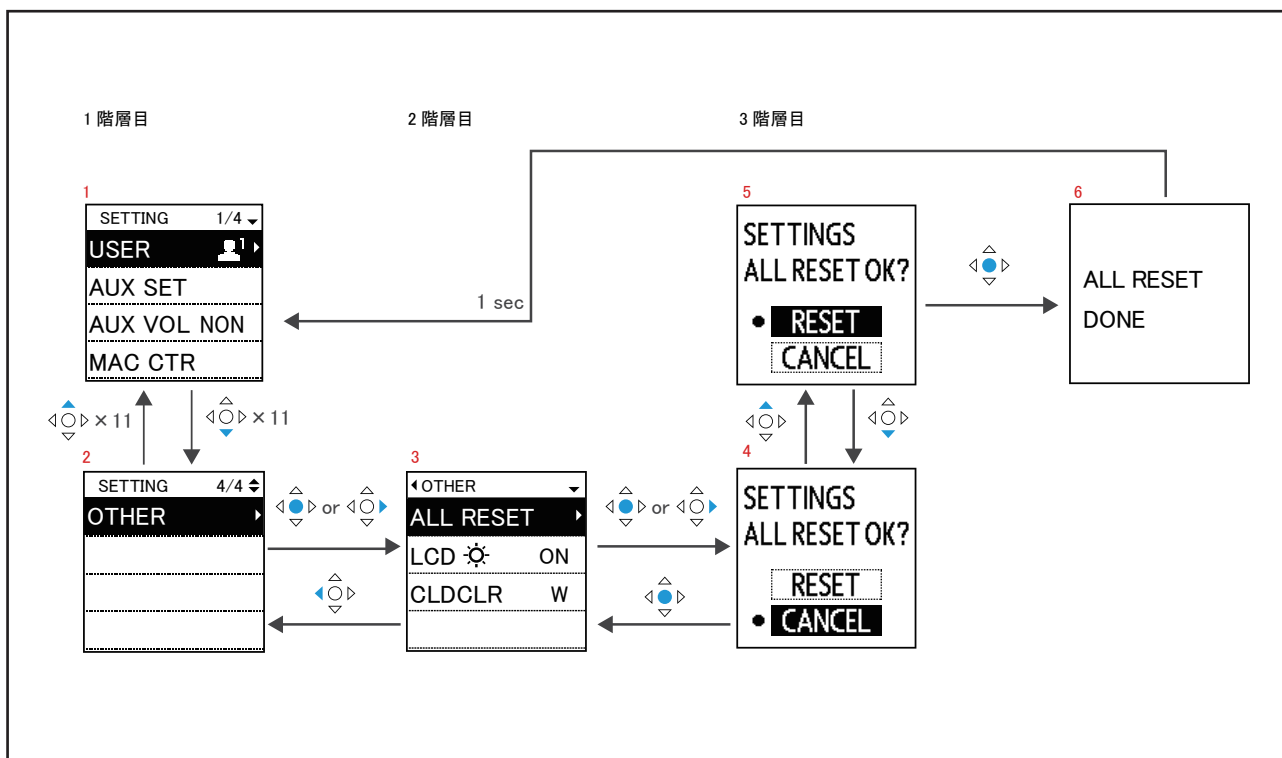 1 階層目
2 階層目
3 階層目
1
SETTING 1/4
USER 1
AUX SET
AUX VOL NON
MAC CTR
1 sec
5
SETTINGS
ALL RESET OK?
RESET
CANCEL
6
ALL RESET
DONE
×11
×11
2
SETTING 4/4
OTHER
or
3
OTHER
ALL RESET
LCD ON
CLDCLR W
or
4
SETTINGS
ALL RESET OK?
RESET
CANCEL